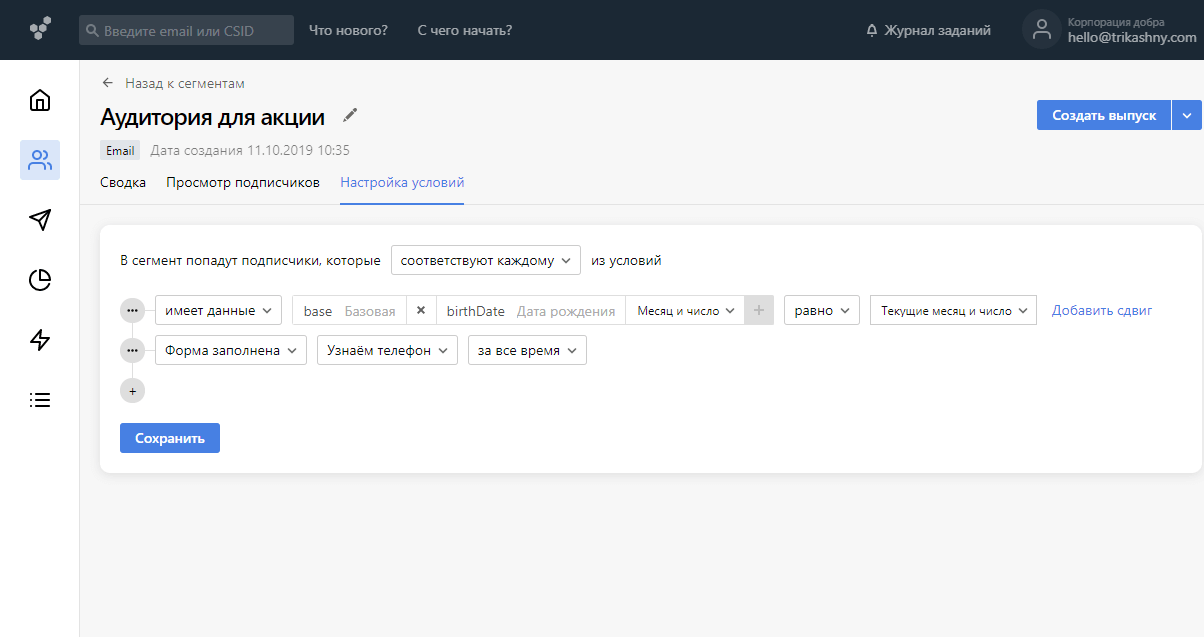 Введите email или CSID Что нового? С чего начать? Журнал заданий Корпорация добра
hello@trikashny.com
Назад к сегментам
Аудитория для акции Создать выпуск
Email Дата создания 11.10.2019 10:35
Сводка Просмотр подписчиков Настройка условий
В сегмент попадут подписчики, которые соответствуют каждому из условий
имеет данные base Базовая birthDate Дата рождения Месяц и число + равно Текущие месяц и число Добавить сдвиг
Форма заполнена Узнаём телефон за все время
+
Сохранить